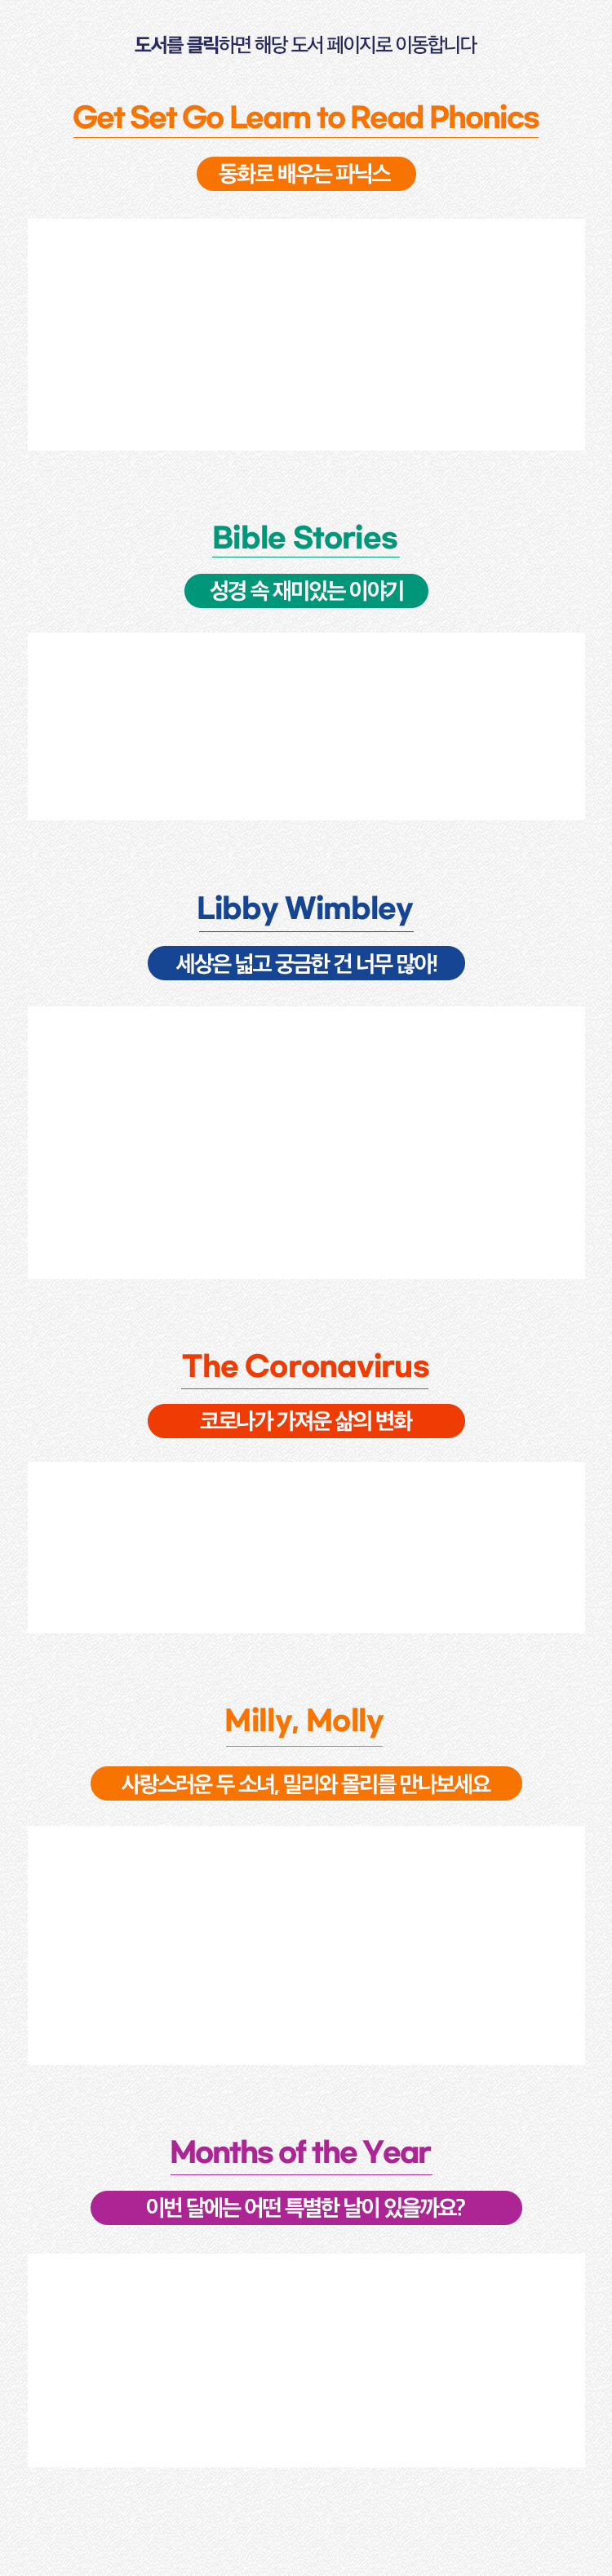 도서를 클릭하면 해당 도서 페이지로 이동합니다
Get Set Go Learn to Read Phonics
동화로 배우는 파닉스
Bible Stories
성경 속 재미있는 이야기
Libby Wimbley
세상은 넓고 궁금한 건 너무 많아!
The Coronavirus
코로나가 가져운 삶의 변화
Milly, Molly
사랑스러운 두 소녀, 밀리와 몰리를 만나보세요
Months of the Year
이번 달에는 어떤 특별한 날이 있을까요?